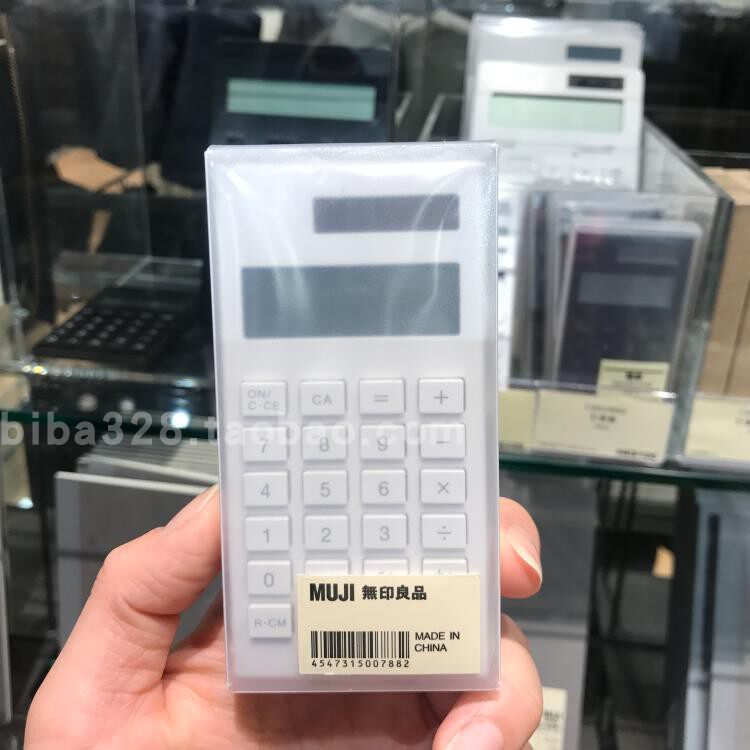 ON/
C·CE
CA
=
+
biba328.taobao.com
7
8
9
-
4
5
6
×
1
2
3
÷
0
R·CM
MUJI 無印良品
4547315007882
MADE IN
CHINA